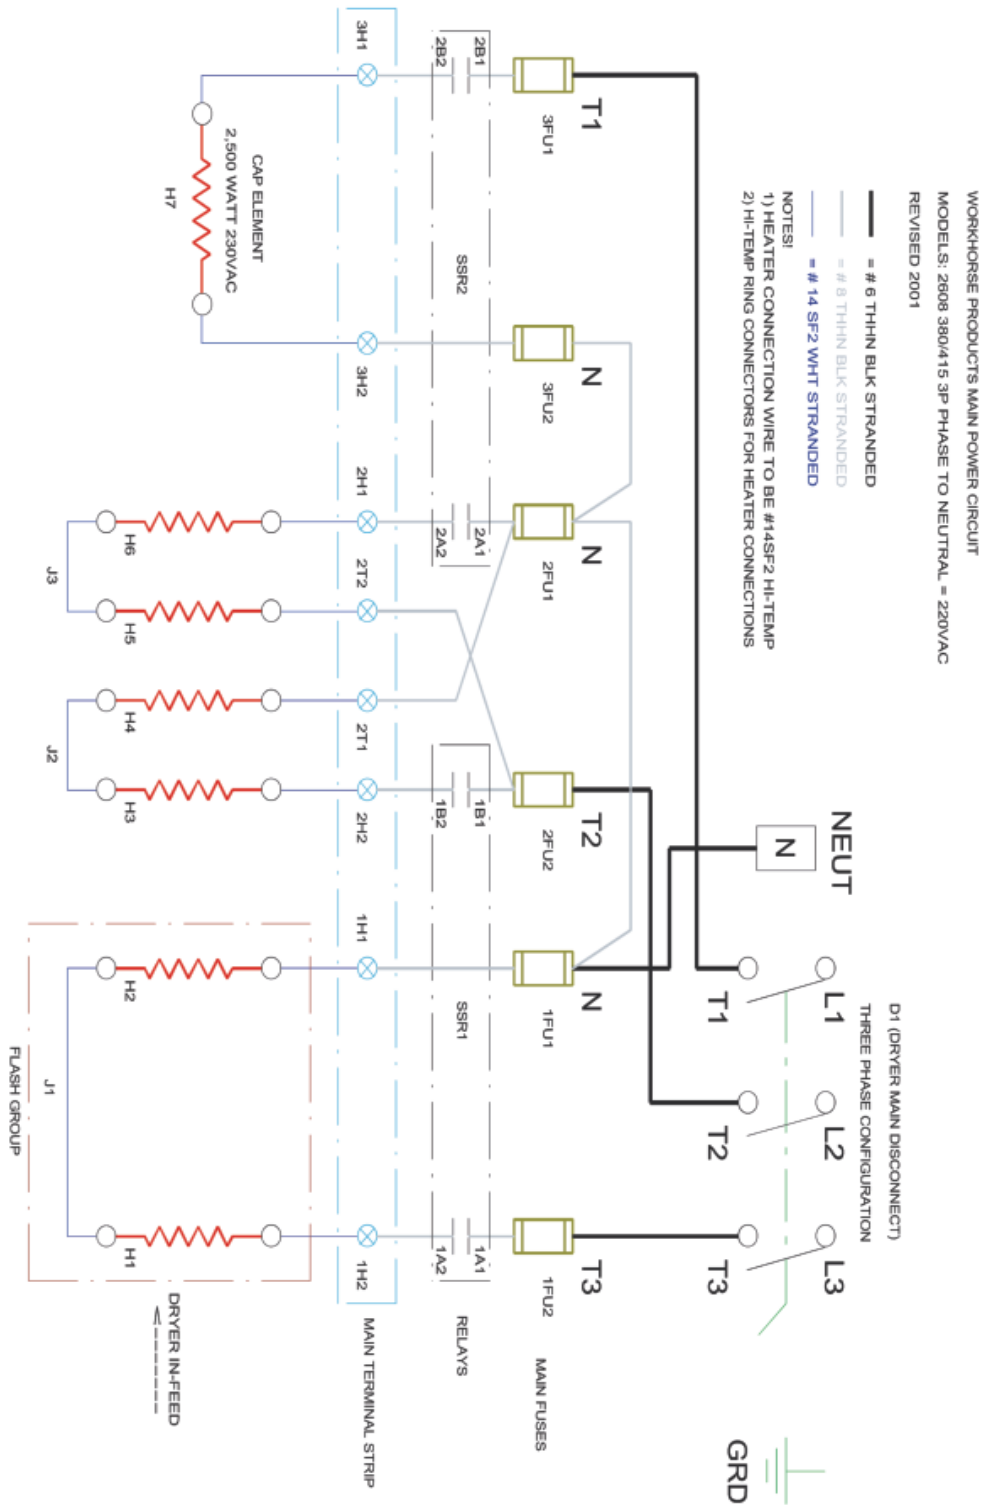 WORKHORSE PRODUCTS MAIN POWER CIRCUIT
MODELS: 2608 380/415 3P PHASE TO NEUTRAL = 220VAC
REVISED 2001
= # 6 THHN BLK STRANDED
= # 8 THHN BLK STRANDED
= # 14 SF2 WHT STRANDED
NOTES!
1) HEATER CONNECTION WIRE TO BE #14SF2 HI-TEMP
2) HI-TEMP RING CONNECTORS FOR HEATER CONNECTIONS
D1 (DRYER MAIN DISCONNECT)
THREE PHASE CONFIGURATION
NEUT
N
L1
L2
L3
T1
T2
T3
GRD
T1
N
N
T2
N
T3
3FU1
3FU2
2FU1
2FU2
1FU1
1FU2
MAIN FUSES
2B1
2A1
1B1
1A1
SSR2
SSR1
RELAYS
2B2
2A2
1B2
1A2
3H1
3H2
2H1
2T2
2T1
2H2
1H1
1H2
MAIN TERMINAL STRIP
CAP ELEMENT
2,500 WATT 230VAC
H7
H6
H5
H4
H3
H2
H1
DRYER IN-FEED
J3
J2
J1
FLASH GROUP